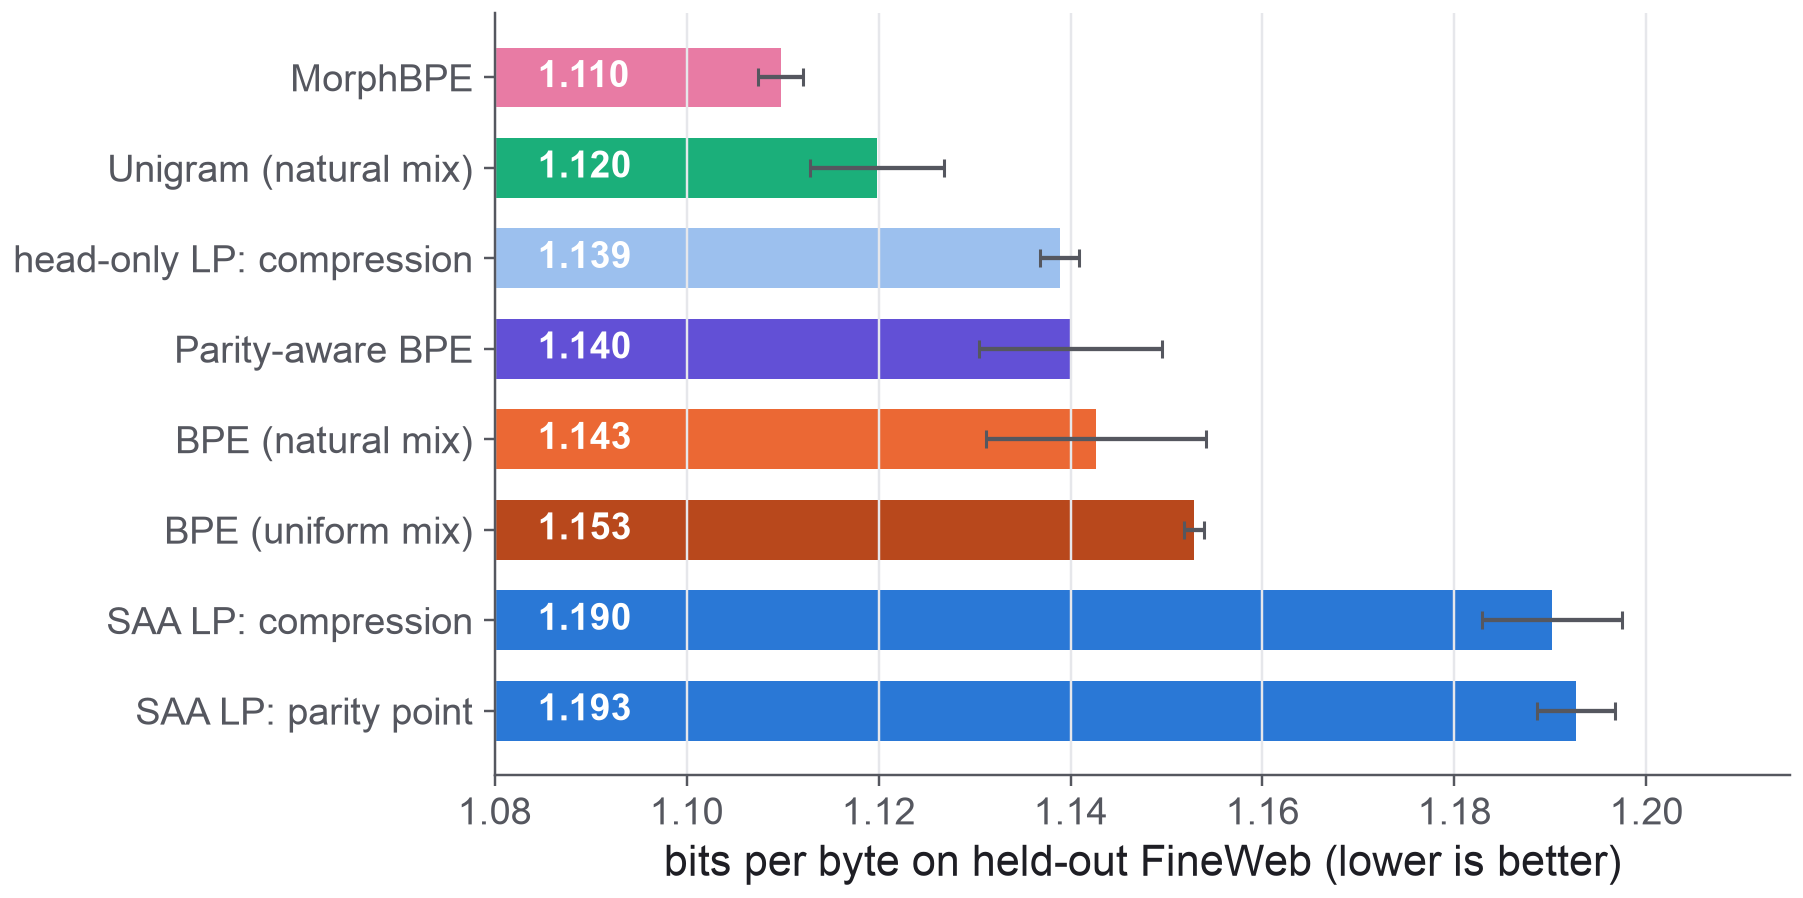 MorphBPE 1.110
Unigram (natural mix) 1.120
head-only LP: compression 1.139
Parity-aware BPE 1.140
BPE (natural mix) 1.143
BPE (uniform mix) 1.153
SAA LP: compression 1.190
SAA LP: parity point 1.193
1.08 1.10 1.12 1.14 1.16 1.18 1.20
bits per byte on held-out FineWeb (lower is better)